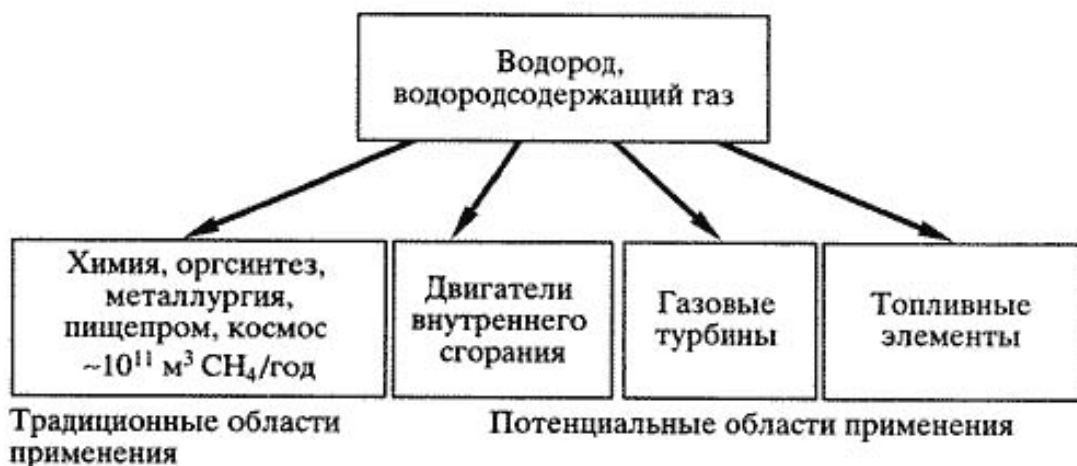 Водород,
водородсодержащий газ
Химия, оргсинтез,
металлургия,
пищепром, космос
~10¹¹ м³ CH₄/год
Двигатели
внутреннего
сгорания
Газовые
турбины
Топливные
элементы
Традиционные области
применения
Потенциальные области применения